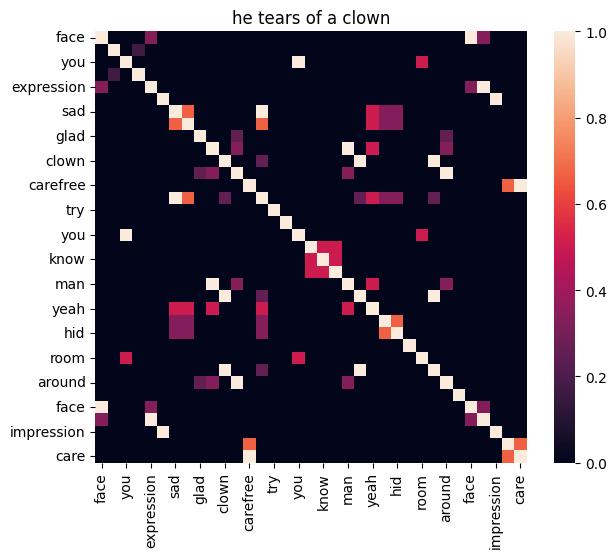 he tears of a clown
face
you
expression
sad
glad
clown
carefree
try
you
know
man
yeah
hid
room
around
face
impression
care
face
you
expression
sad
glad
clown
carefree
try
you
know
man
yeah
hid
room
around
face
impression
care
1.0
0.8
0.6
0.4
0.2
0.0